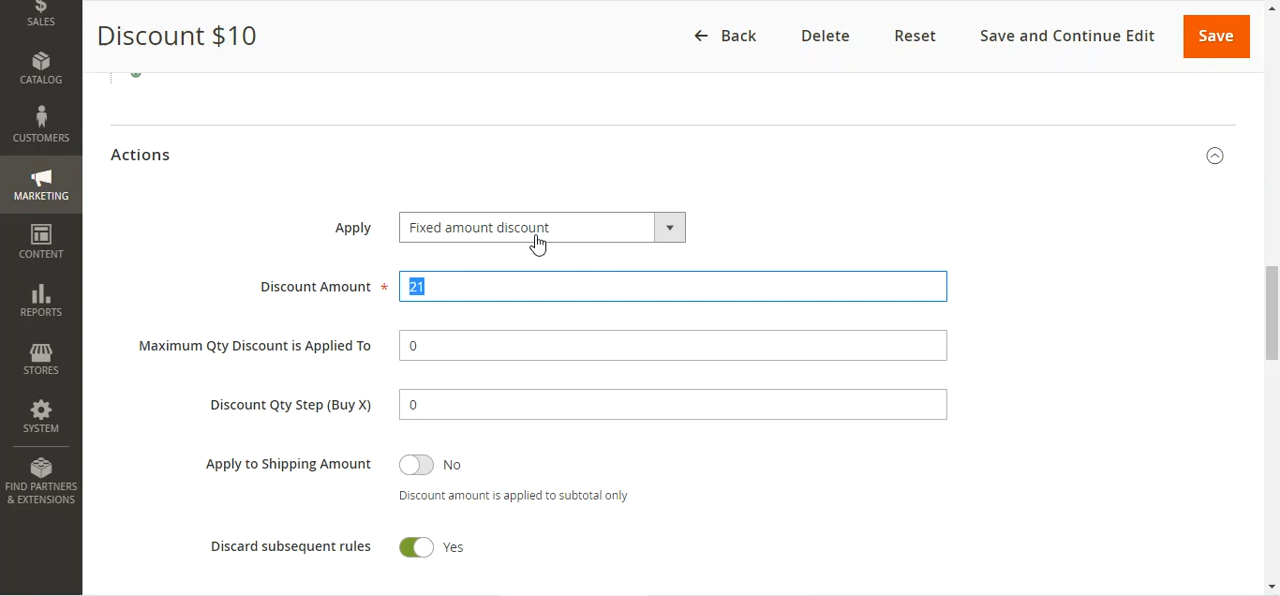 SALES
CATALOG
CUSTOMERS
MARKETING
CONTENT
REPORTS
STORES
SYSTEM
FIND PARTNERS
& EXTENSIONS
Discount $10
Back Delete Reset Save and Continue Edit Save
Actions
Apply Fixed amount discount
Discount Amount * 21
Maximum Qty Discount is Applied To 0
Discount Qty Step (Buy X) 0
Apply to Shipping Amount No
Discount amount is applied to subtotal only
Discard subsequent rules Yes